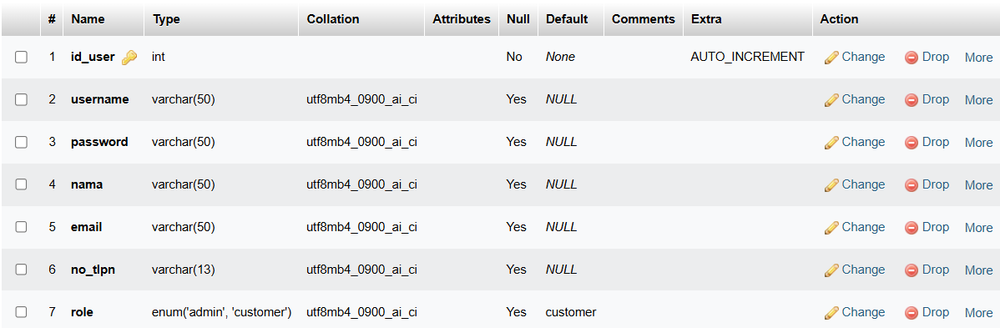 # Name Type Collation Attributes Null Default Comments Extra Action
1 id_user int No None AUTO_INCREMENT Change Drop More
2 username varchar(50) utf8mb4_0900_ai_ci Yes NULL Change Drop More
3 password varchar(50) utf8mb4_0900_ai_ci Yes NULL Change Drop More
4 nama varchar(50) utf8mb4_0900_ai_ci Yes NULL Change Drop More
5 email varchar(50) utf8mb4_0900_ai_ci Yes NULL Change Drop More
6 no_tlpn varchar(13) utf8mb4_0900_ai_ci Yes NULL Change Drop More
7 role enum('admin', 'customer') utf8mb4_0900_ai_ci Yes customer Change Drop More